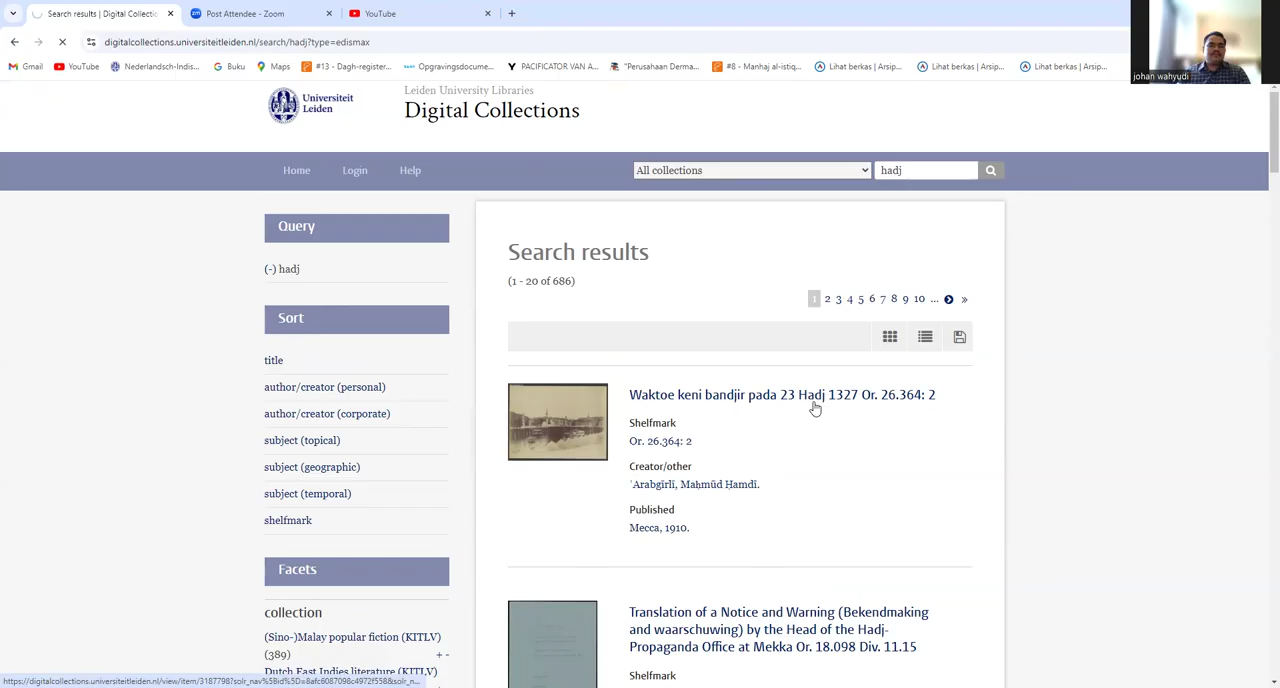 Search results | Digital Collectio
Post Attendee - Zoom
YouTube
digitalcollections.universiteitleiden.nl/search/hadj?type=edismax
Gmail
YouTube
Nederlandsch-Indis...
Buku
Maps
#13 - Dagh-register...
Opgravingsdocume...
PACIFICATOR VAN A...
"Perusahaan Derma...
#8 - Manhaj al-istiq...
Lihat berkas | Arsip...
Lihat berkas | Arsip...
Lihat berkas | Arsip...
johan wahyudi
Universiteit
Leiden
Leiden University Libraries
Digital Collections
Home
Login
Help
All collections
hadj
Query
(-) hadj
Sort
title
author/creator (personal)
author/creator (corporate)
subject (topical)
subject (geographic)
subject (temporal)
shelfmark
Facets
collection
(Sino-)Malay popular fiction (KITLV)
(389)
+ -
Dutch East Indies literature (KITLV)
Search results
(1 - 20 of 686)
1 2 3 4 5 6 7 8 9 10 ... »
Waktoe keni bandjir pada 23 Hadj 1327 Or. 26.364: 2
Shelfmark
Or. 26.364: 2
Creator/other
ʿArabgīrlī, Maḥmūd Ḥamdī.
Published
Mecca, 1910.
Translation of a Notice and Warning (Bekendmaking
and waarschuwing) by the Head of the Hadj-
Propaganda Office at Mekka Or. 18.098 Div. 11.15
Shelfmark